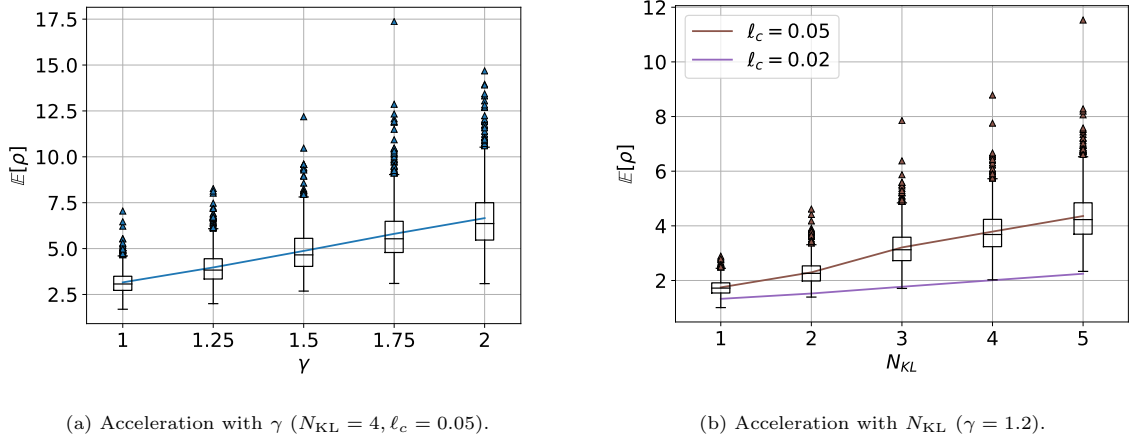 17.5
15.0
12.5
10.0
7.5
5.0
2.5
𝔼[ρ]
1 1.25 1.5 1.75 2
γ
(a) Acceleration with γ (N_KL = 4, ℓ_c = 0.05).
ℓ_c = 0.05
ℓ_c = 0.02
12
10
8
6
4
2
𝔼[ρ]
1 2 3 4 5
N_KL
(b) Acceleration with N_KL (γ = 1.2).